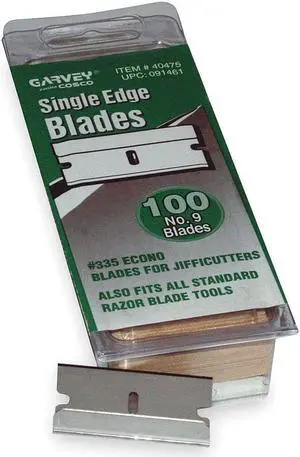 GARVEY
FROM COSCO
ITEM # 40475
UPC: 091461
Single Edge
Blades
100
No. 9
Blades
#335 ECONO
BLADES FOR JIFFICUTTERS
ALSO FITS ALL STANDARD
RAZOR BLADE TOOLS